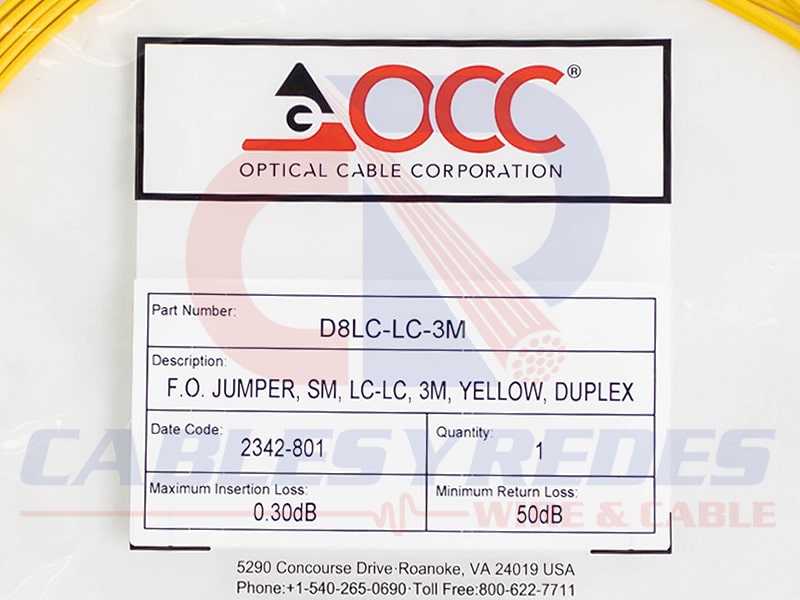 OCC®
OPTICAL CABLE CORPORATION
Part Number:
D8LC-LC-3M
Description:
F.O. JUMPER, SM, LC-LC, 3M, YELLOW, DUPLEX
Date Code:
2342-801
Quantity:
1
CABLESYREDES
Maximum Insertion Loss:
0.30dB
Minimum Return Loss:
50dB
WIRE & CABLE
5290 Concourse Drive·Roanoke, VA 24019 USA
Phone:+1-540-265-0690·Toll Free:800-622-7711